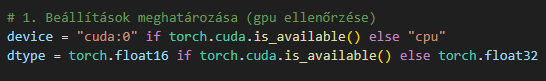 # 1. Beállítások meghatározása (gpu ellenőrzése)
device = "cuda:0" if torch.cuda.is_available() else "cpu"
dtype = torch.float16 if torch.cuda.is_available() else torch.float32